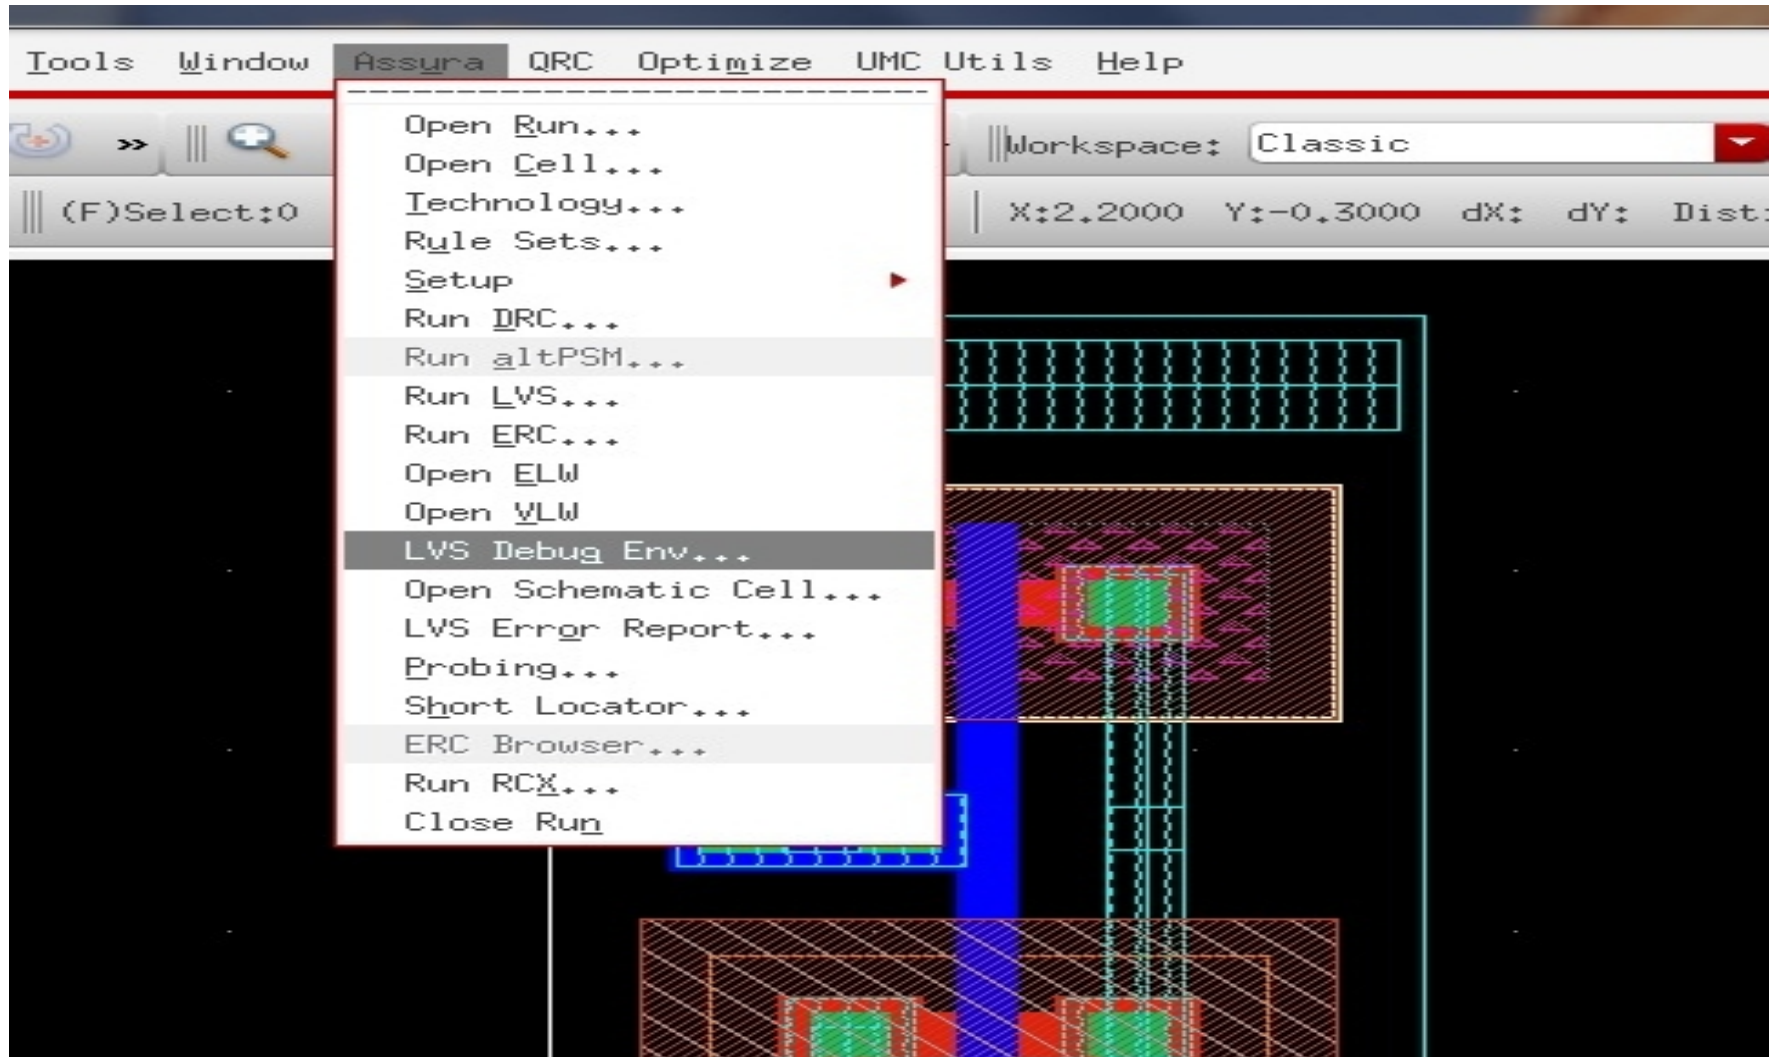 Tools Window Assura QRC Optimize UMC Utils Help
Open Run...
Open Cell...
Technology...
Rule Sets...
Setup
Run DRC...
Run altPSM...
Run LVS...
Run ERC...
Open ELW
Open VLW
LVS Debug Env...
Open Schematic Cell...
LVS Error Report...
Probing...
Short Locator...
ERC Browser...
Run RCX...
Close Run
» Workspace: Classic
(F)Select:0 X:2.2000 Y:-0.3000 dX: dY: Dist: